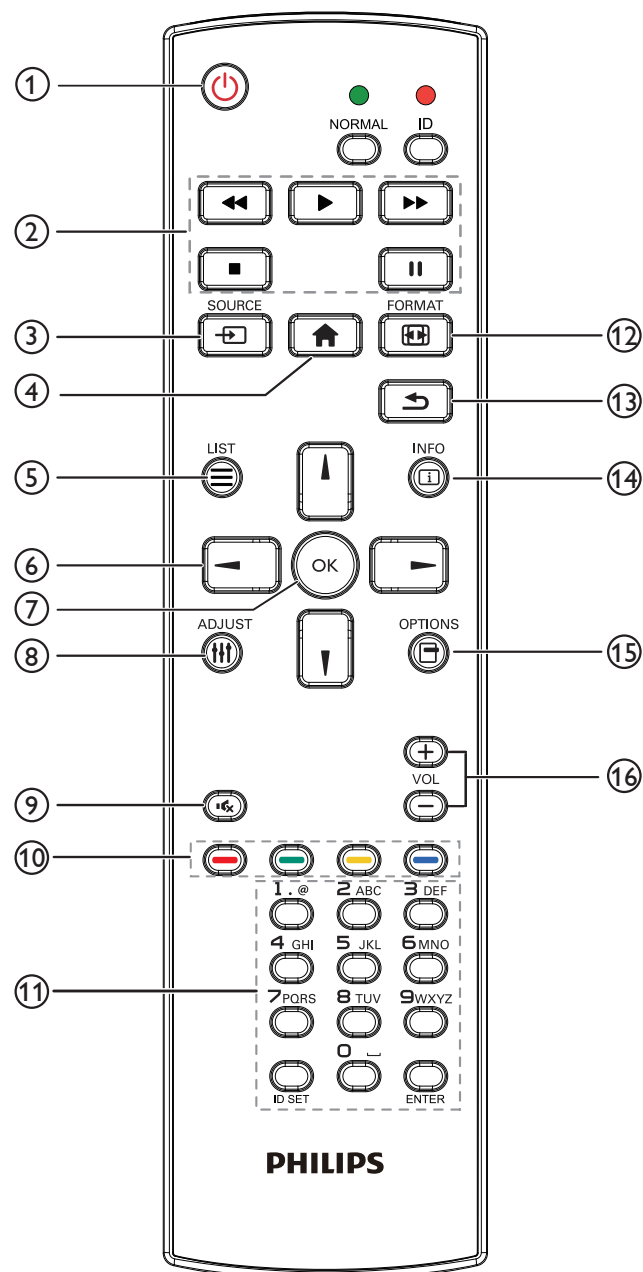 1
NORMAL ID
2
SOURCE FORMAT
3
12
4
13
LIST INFO
5
14
6
OK
7
ADJUST OPTIONS
8
15
+
VOL
16
9
−
10
1 . @ 2 ABC 3 DEF
4 GHI 5 JKL 6 MNO
11
7 PQRS 8 TUV 9 WXYZ
0 ⎵
ID SET ENTER
PHILIPS